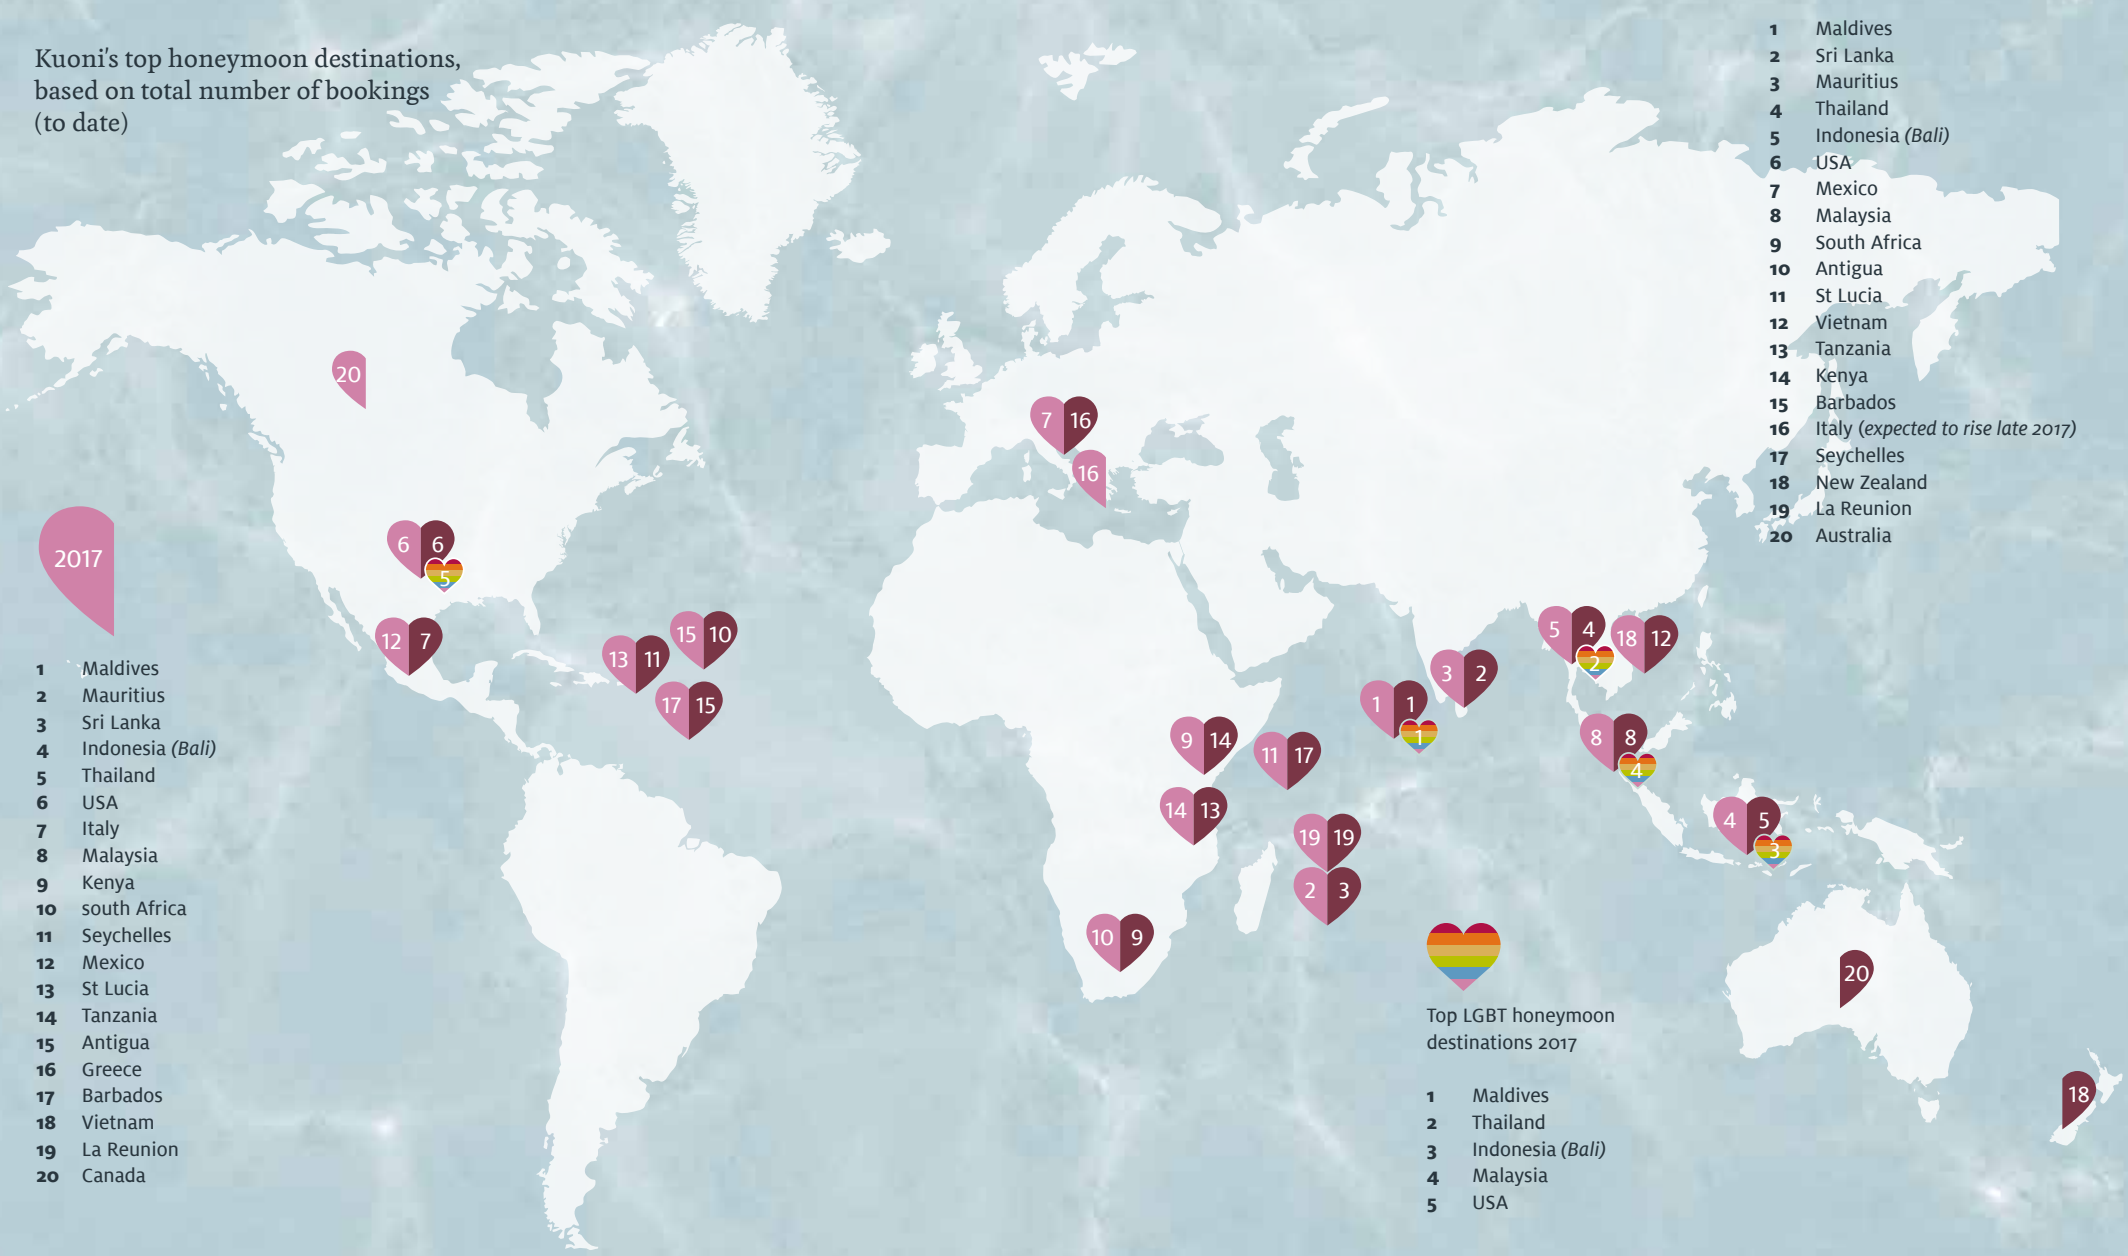 Kuoni's top honeymoon destinations,
based on total number of bookings
(to date)
1 Maldives
2 Sri Lanka
3 Mauritius
4 Thailand
5 Indonesia (Bali)
6 USA
7 Mexico
8 Malaysia
9 South Africa
10 Antigua
11 St Lucia
12 Vietnam
13 Tanzania
14 Kenya
15 Barbados
16 Italy (expected to rise late 2017)
17 Seychelles
18 New Zealand
19 La Reunion
20 Australia
20
7 16
16
6 6
5
12 7
15 10
13 11
17 15
5 4
2
18 12
3 2
1 1
1
9 14
11 17
8 8
4
14 13
19 19
4 5
3
2 3
10 9
20
18
2017
1 Maldives
2 Mauritius
3 Sri Lanka
4 Indonesia (Bali)
5 Thailand
6 USA
7 Italy
8 Malaysia
9 Kenya
10 south Africa
11 Seychelles
12 Mexico
13 St Lucia
14 Tanzania
15 Antigua
16 Greece
17 Barbados
18 Vietnam
19 La Reunion
20 Canada
Top LGBT honeymoon
destinations 2017
1 Maldives
2 Thailand
3 Indonesia (Bali)
4 Malaysia
5 USA